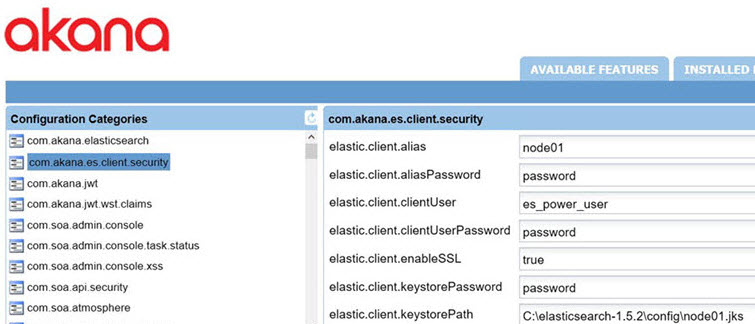 akana
AVAILABLE FEATURES
INSTALLED
Configuration Categories
com.akana.elasticsearch
com.akana.es.client.security
com.akana.jwt
com.akana.jwt.wst.claims
com.soa.admin.console
com.soa.admin.console.task.status
com.soa.admin.console.xss
com.soa.api.security
com.soa.atmosphere
com.akana.es.client.security
elastic.client.alias node01
elastic.client.aliasPassword password
elastic.client.clientUser es_power_user
elastic.client.clientUserPassword password
elastic.client.enableSSL true
elastic.client.keystorePassword password
elastic.client.keystorePath C:\elasticsearch-1.5.2\config\node01.jks